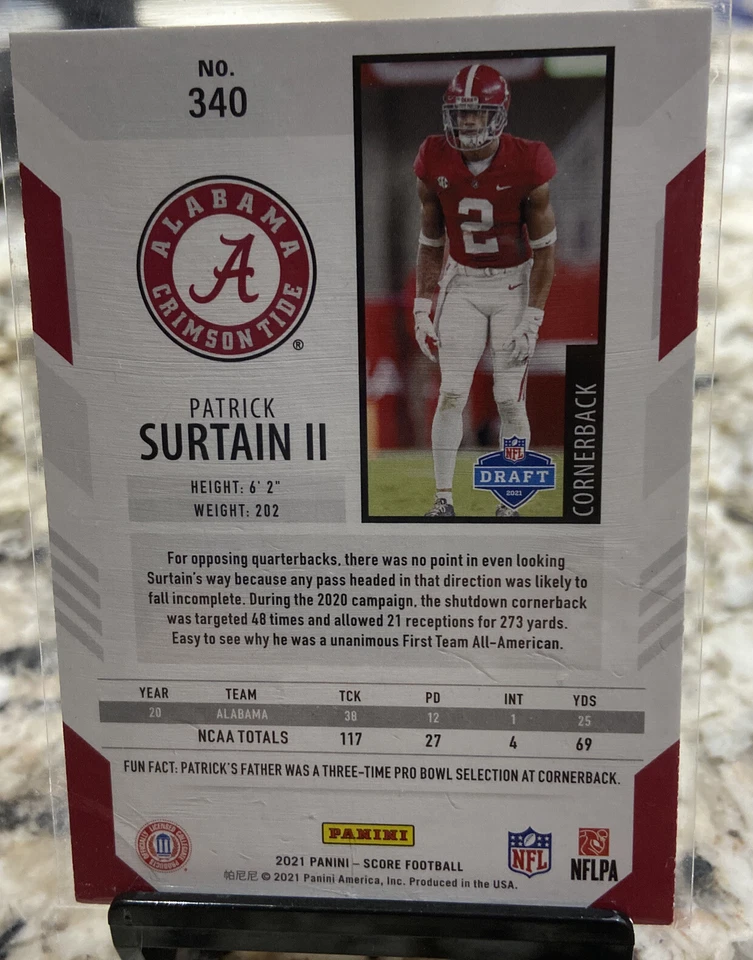 NO.
340
ALABAMA
A
CRIMSON TIDE
®
PATRICK
SURTAIN II
HEIGHT: 6' 2"
WEIGHT: 202
2
NFL
DRAFT
2021
CORNERBACK
For opposing quarterbacks, there was no point in even looking
Surtain's way because any pass headed in that direction was likely to
fall incomplete. During the 2020 campaign, the shutdown cornerback
was targeted 48 times and allowed 21 receptions for 273 yards.
Easy to see why he was a unanimous First Team All-American.
YEAR TEAM TCK PD INT YDS
20 ALABAMA 38 12 1 25
NCAA TOTALS 117 27 4 69
FUN FACT: PATRICK'S FATHER WAS A THREE-TIME PRO BOWL SELECTION AT CORNERBACK.
OFFICIALLY LICENSED COLLEGIATE PRODUCTS
PANINI
2021 PANINI – SCORE FOOTBALL
帕尼尼 © 2021 Panini America, Inc. Produced in the USA.
NFL
NFLPA